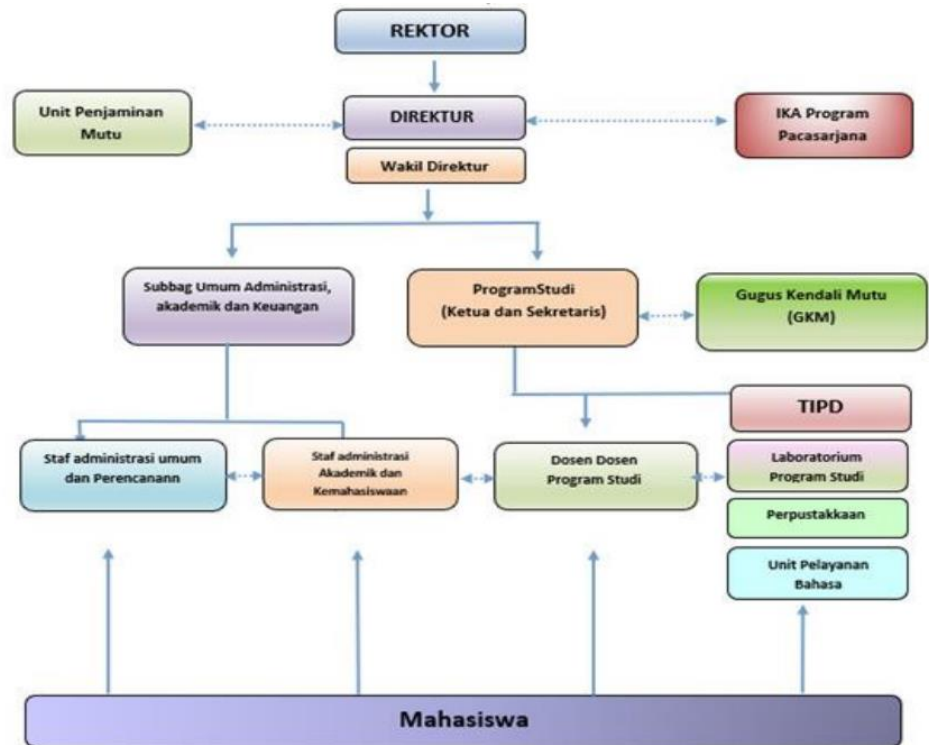 REKTOR
Unit Penjaminan
Mutu
DIREKTUR
IKA Program
Pacasarjana
Wakil Direktur
Subbag Umum Administrasi,
akademik dan Keuangan
ProgramStudi
(Ketua dan Sekretaris)
Gugus Kendali Mutu
(GKM)
TIPD
Staf administrasi umum
dan Perencanann
Staf administrasi
Akademik dan
Kemahasiswaan
Dosen Dosen
Program Studi
Laboratorium
Program Studi
Perpustakkaan
Unit Pelayanan
Bahasa
Mahasiswa